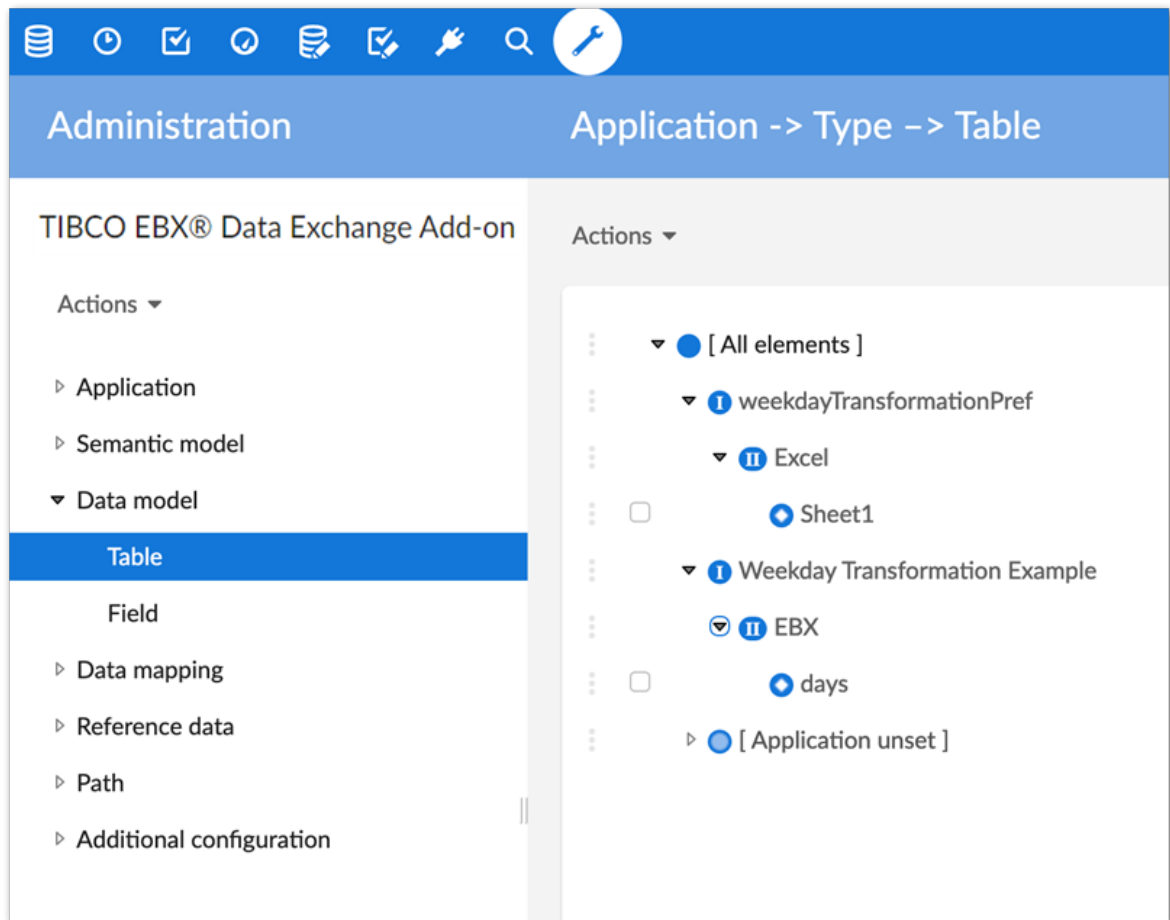 Administration
Application -> Type –> Table
TIBCO EBX® Data Exchange Add-on
Actions
Application
Semantic model
Data model
Table
Field
Data mapping
Reference data
Path
Additional configuration
Actions
[ All elements ]
I weekdayTransformationPref
II Excel
Sheet1
I Weekday Transformation Example
II EBX
days
[ Application unset ]